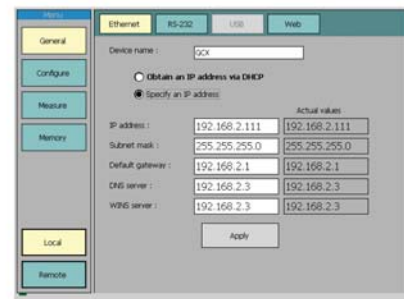 Menu
Ethernet RS-232 USB Web
General
Device name : GCX
Obtain an IP address via DHCP
Configure
Specify an IP address
Measure
Actual values
IP address : 192.168.2.111 192.168.2.111
Memory
Subnet mask : 255.255.255.0 255.255.255.0
Default gateway : 192.168.2.1 192.168.2.1
DNS server : 192.168.2.3 192.168.2.3
WINS server : 192.168.2.3 192.168.2.3
Local
Apply
Remote